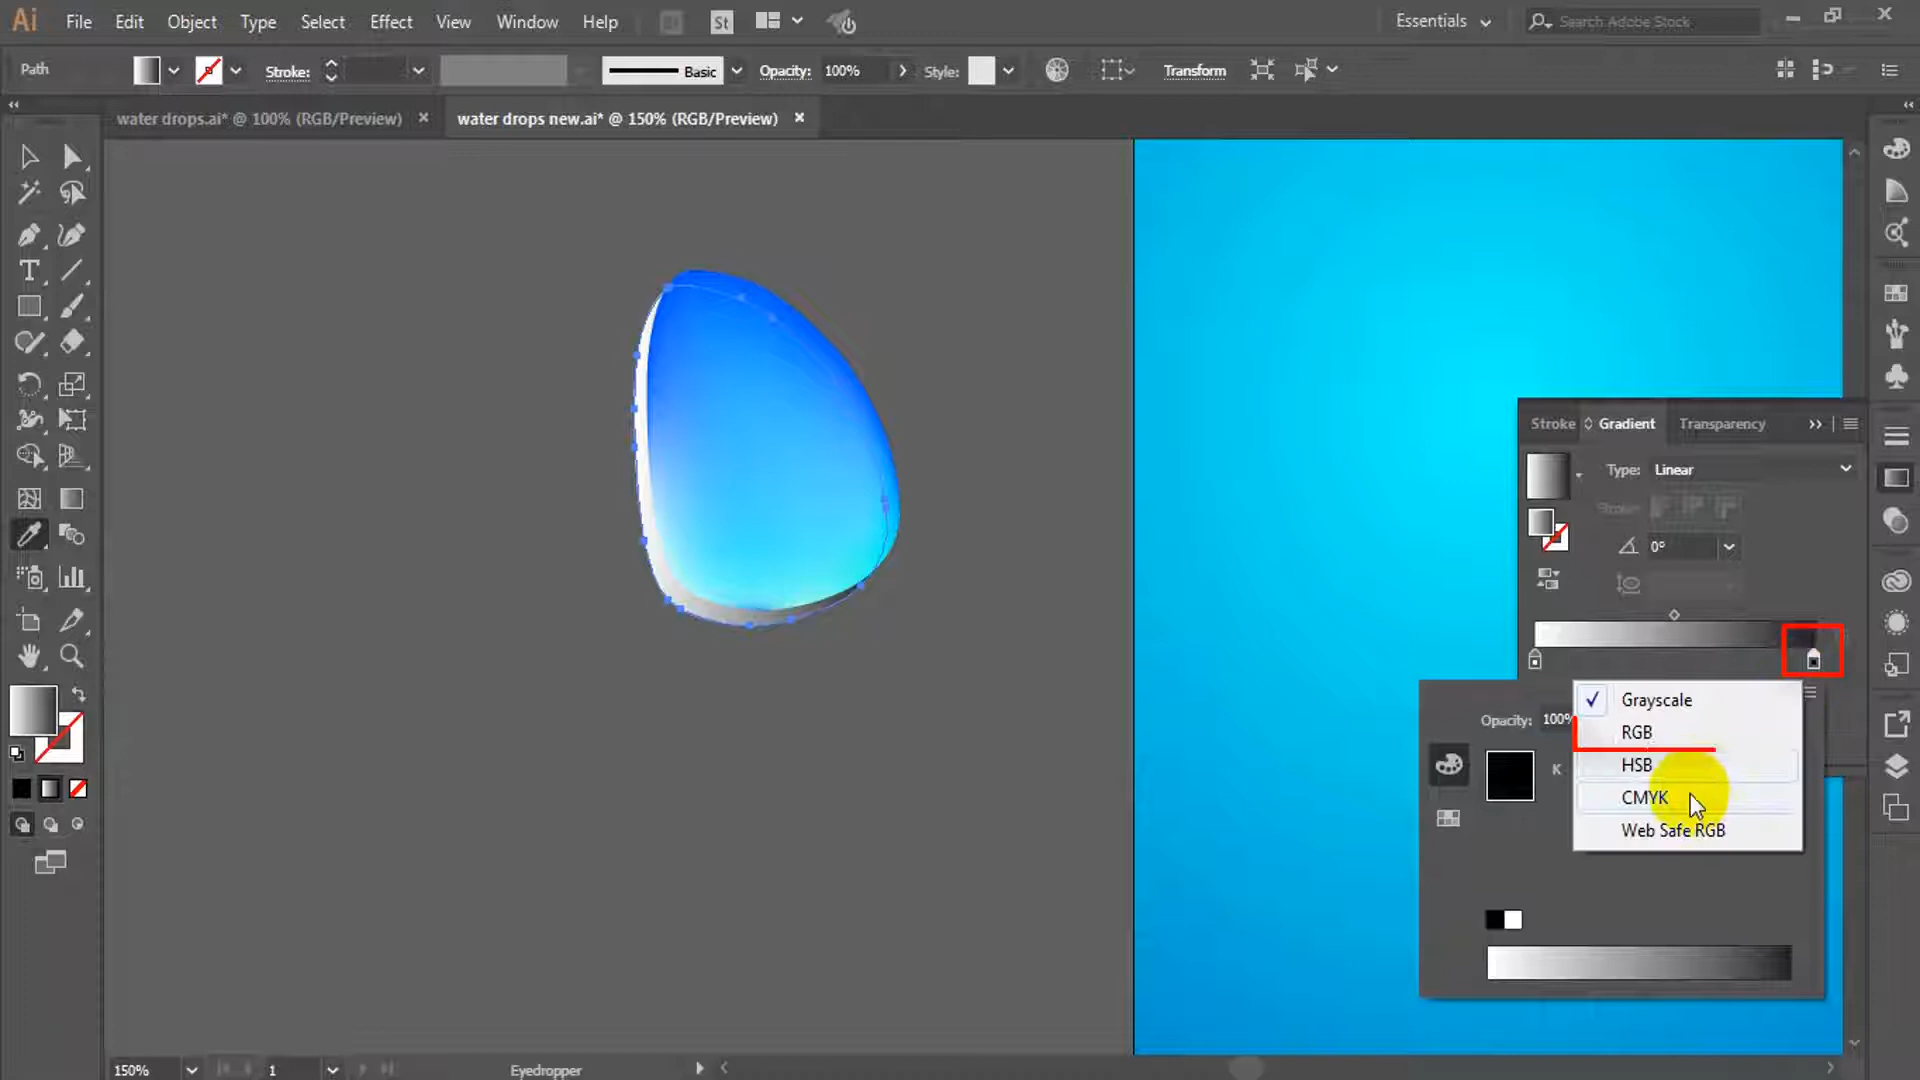 Ai File Edit Object Type Select Effect View Window Help St Essentials Search Adobe Stock
Path Stroke: Basic Opacity: 100% Style: Transform
water drops.ai* @ 100% (RGB/Preview) × water drops new.ai* @ 150% (RGB/Preview) ×
Stroke Gradient Transparency
Type: Linear
Stroke:
0°
Opacity: 100%
K
Grayscale
RGB
HSB
CMYK
Web Safe RGB
150% 1 Eyedropper